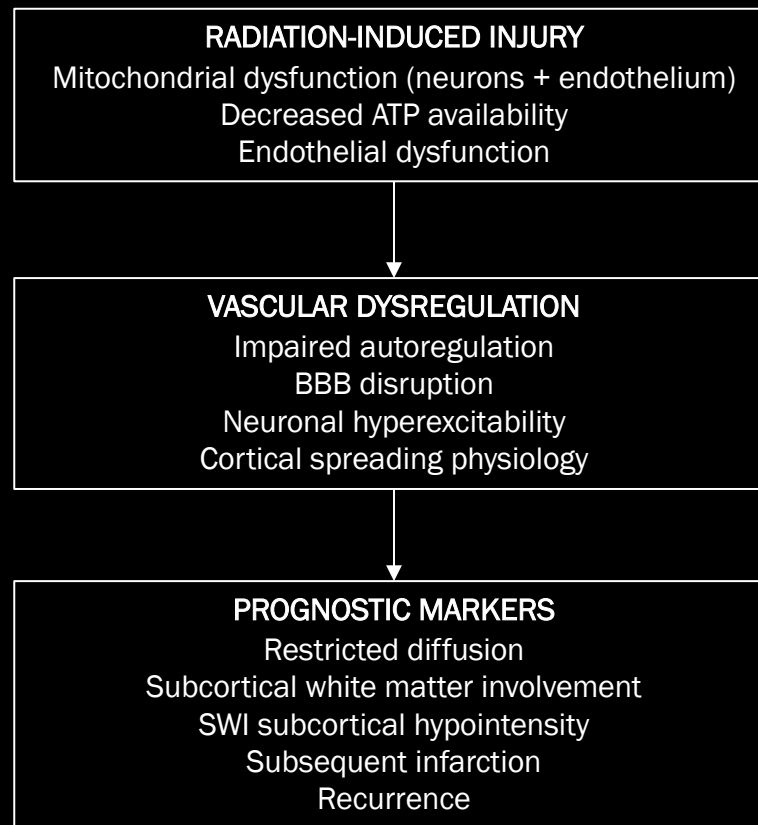 RADIATION-INDUCED INJURY
Mitochondrial dysfunction (neurons + endothelium)
Decreased ATP availability
Endothelial dysfunction
VASCULAR DYSREGULATION
Impaired autoregulation
BBB disruption
Neuronal hyperexcitability
Cortical spreading physiology
PROGNOSTIC MARKERS
Restricted diffusion
Subcortical white matter involvement
SWI subcortical hypointensity
Subsequent infarction
Recurrence